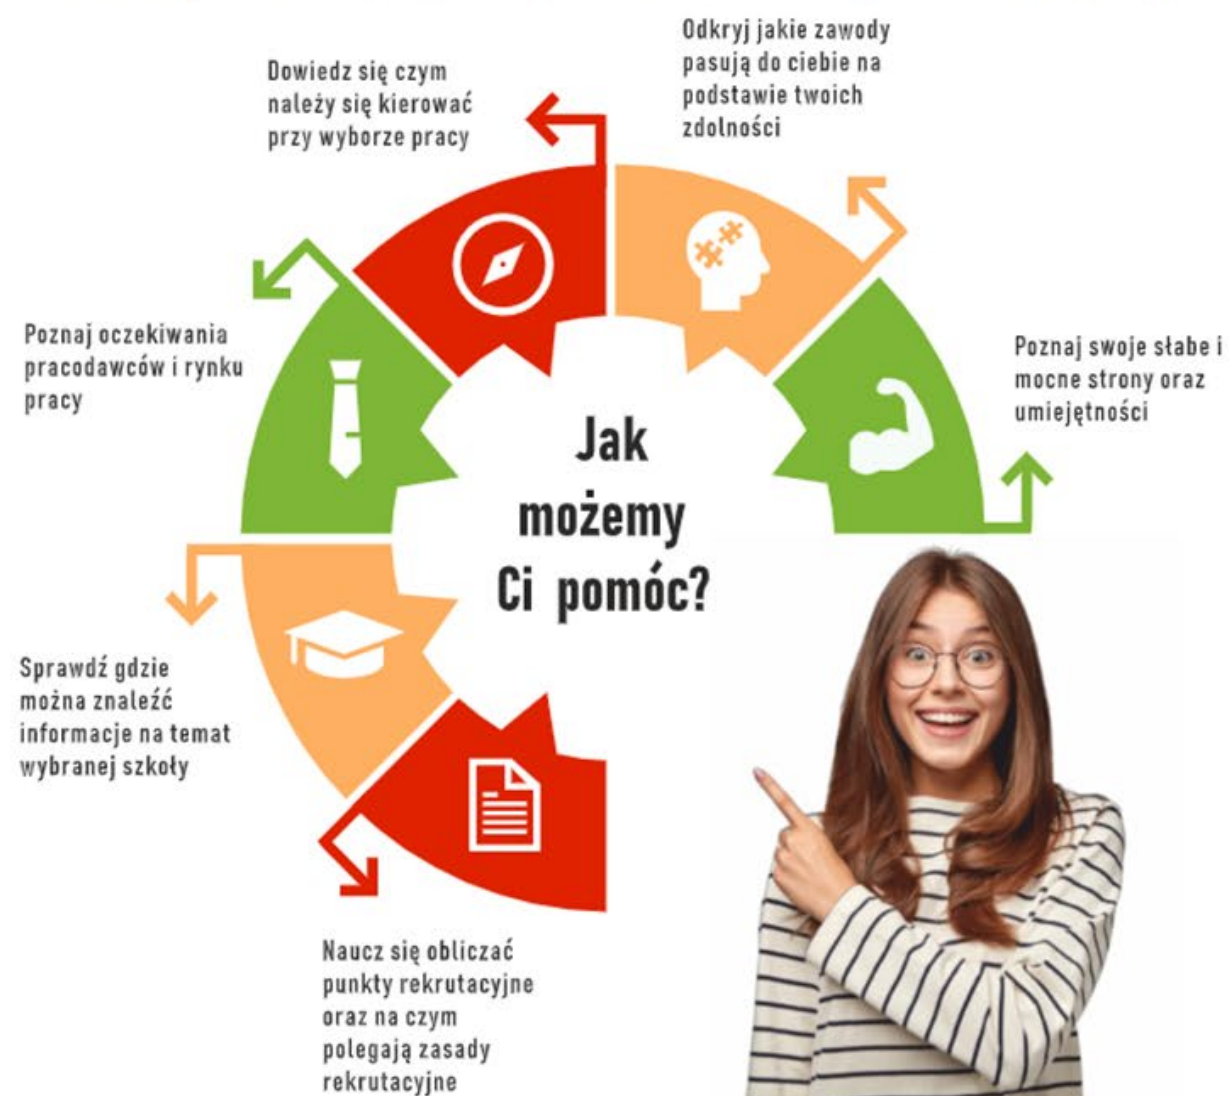 Odkryj jakie zawody
pasują do ciebie na
podstawie twoich
zdolności
Dowiedz się czym
należy się kierować
przy wyborze pracy
Poznaj oczekiwania
pracodawców i rynku
pracy
Poznaj swoje słabe i
mocne strony oraz
umiejętności
Jak
możemy
Ci pomóc?
Sprawdź gdzie
można znaleźć
informacje na temat
wybranej szkoły
Naucz się obliczać
punkty rekrutacyjne
oraz na czym
polegają zasady
rekrutacyjne